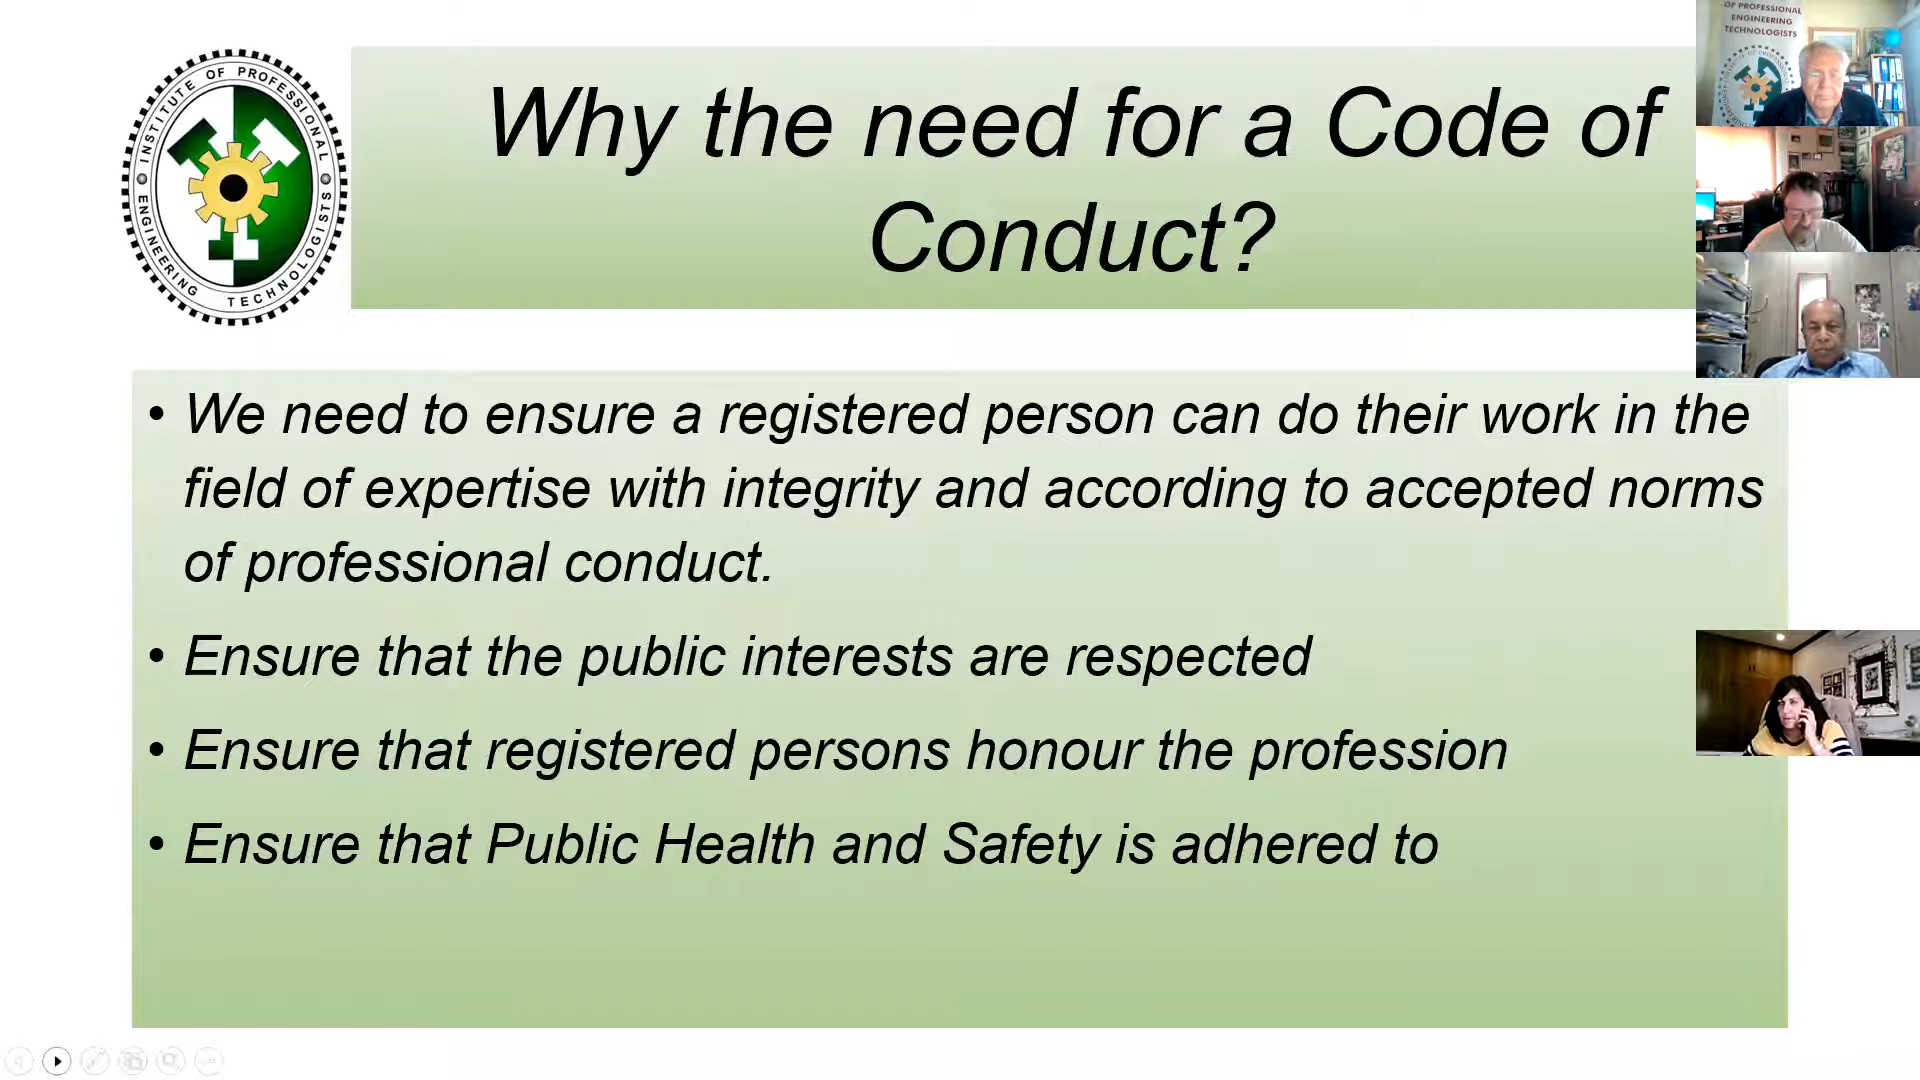 INSTITUTE OF PROFESSIONAL
ENGINEERING TECHNOLOGISTS
Why the need for a Code of
Conduct?
OF PROFESSIONAL
ENGINEERING
TECHNOLOGISTS
• We need to ensure a registered person can do their work in the
field of expertise with integrity and according to accepted norms
of professional conduct.
• Ensure that the public interests are respected
• Ensure that registered persons honour the profession
• Ensure that Public Health and Safety is adhered to